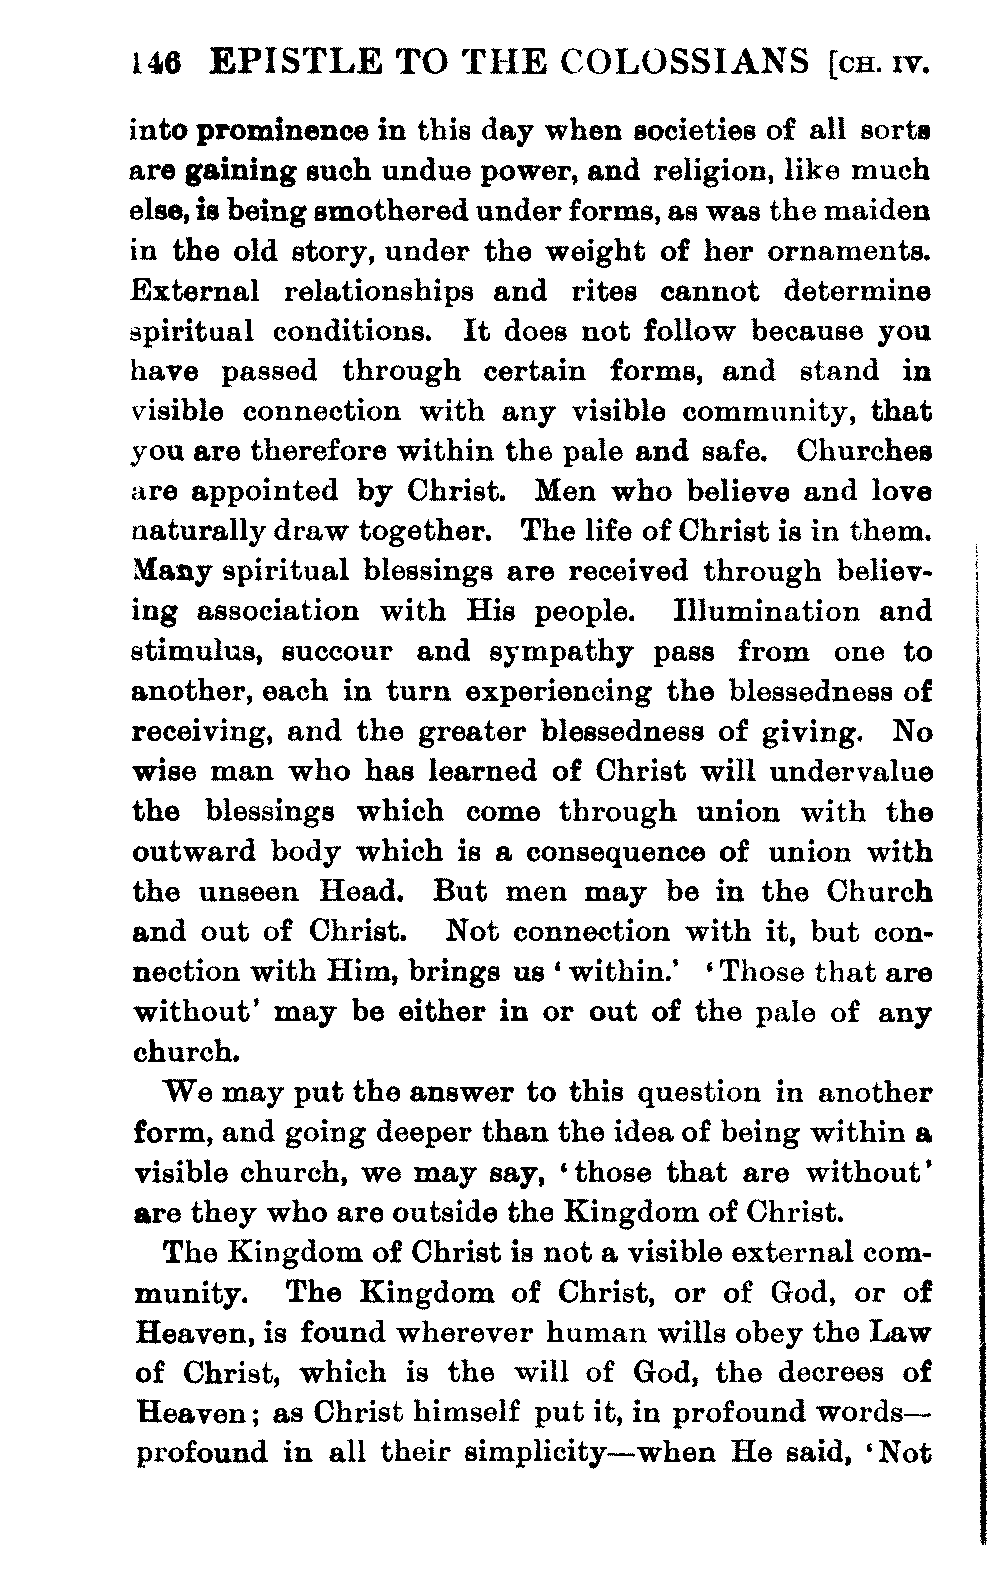 146 EPISTLE TO THE COLOSSIANS [CH. IV.
into prominence in this day when societies of all sorts
are gaining such undue power, and religion, like much
else, is being smothered under forms, as was the maiden
in the old story, under the weight of her ornaments.
External relationships and rites cannot determine
spiritual conditions. It does not follow because you
have passed through certain forms, and stand in
visible connection with any visible community, that
you are therefore within the pale and safe. Churches
are appointed by Christ. Men who believe and love
naturally draw together. The life of Christ is in them.
Many spiritual blessings are received through believ-
ing association with His people. Illumination and
stimulus, succour and sympathy pass from one to
another, each in turn experiencing the blessedness of
receiving, and the greater blessedness of giving. No
wise man who has learned of Christ will undervalue
the blessings which come through union with the
outward body which is a consequence of union with
the unseen Head. But men may be in the Church
and out of Christ. Not connection with it, but con-
nection with Him, brings us ‘within.’ ‘Those that are
without’ may be either in or out of the pale of any
church.
We may put the answer to this question in another
form, and going deeper than the idea of being within a
visible church, we may say, ‘those that are without’
are they who are outside the Kingdom of Christ.
The Kingdom of Christ is not a visible external com-
munity. The Kingdom of Christ, or of God, or of
Heaven, is found wherever human wills obey the Law
of Christ, which is the will of God, the decrees of
Heaven; as Christ himself put it, in profound words—
profound in all their simplicity—when He said, ‘Not